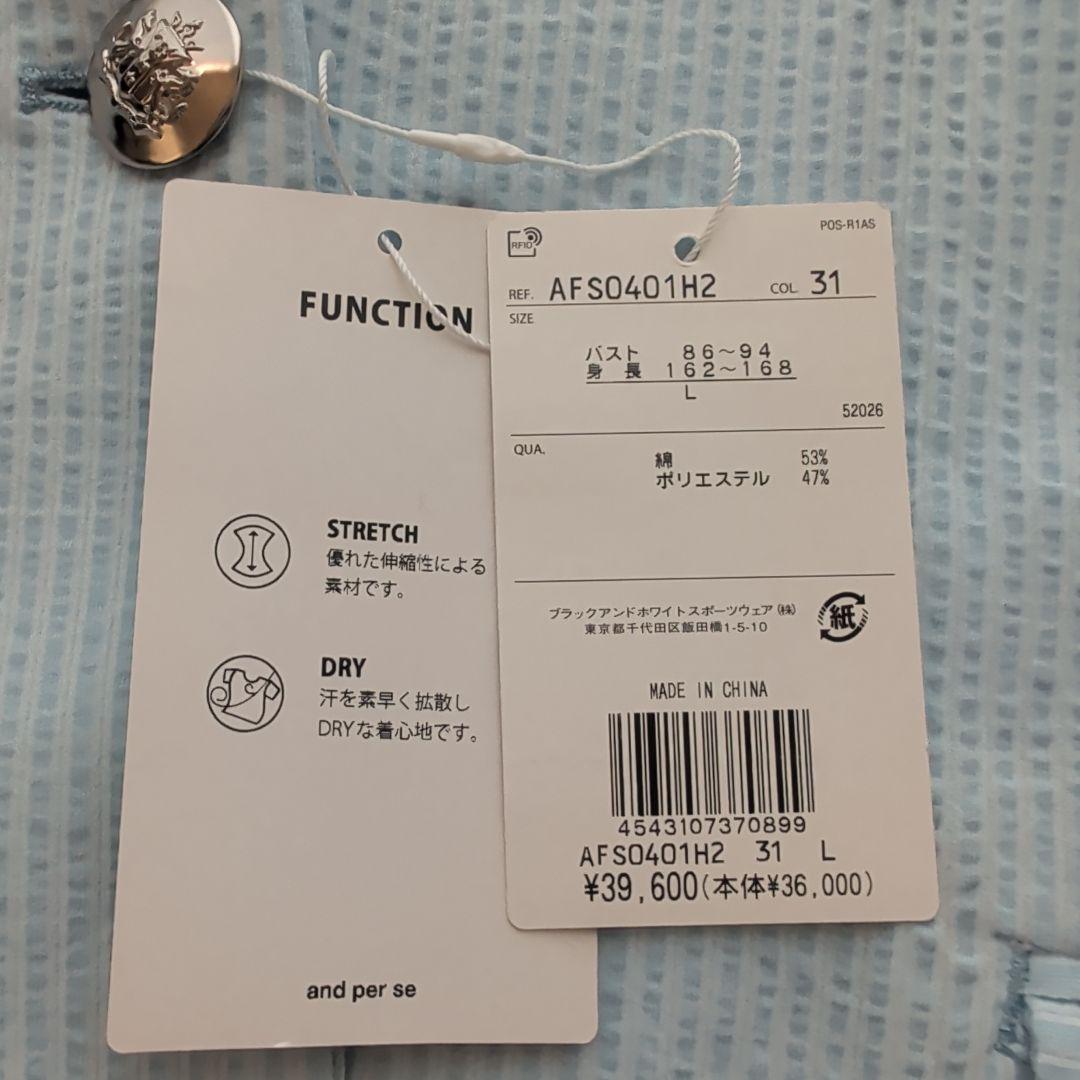 FUNCTION
STRETCH
優れた伸縮性による
素材です。
DRY
汗を素早く拡散し
DRYな着心地です。
and per se
RFID
POS-R1AS
REF. AFS0401H2 COL. 31
SIZE
バスト 86～94
身長 162～168
L
52026
QUA.
綿 53%
ポリエステル 47%
ブラックアンドホワイトスポーツウェア(株)
東京都千代田区飯田橋1-5-10
紙
MADE IN CHINA
4543107370899
AFS0401H2 31 L
¥39,600(本体¥36,000)